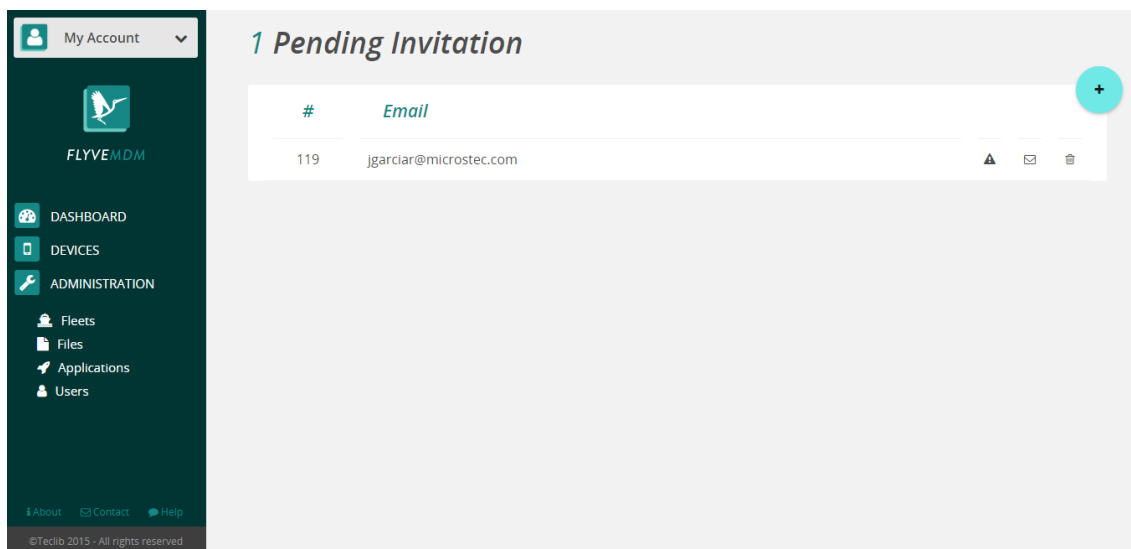 My Account
FLYVEMDM
DASHBOARD
DEVICES
ADMINISTRATION
Fleets
Files
Applications
Users
About Contact Help
©Teclib 2015 - All rights reserved
1 Pending Invitation
+
# Email
119 jgarciar@microstec.com